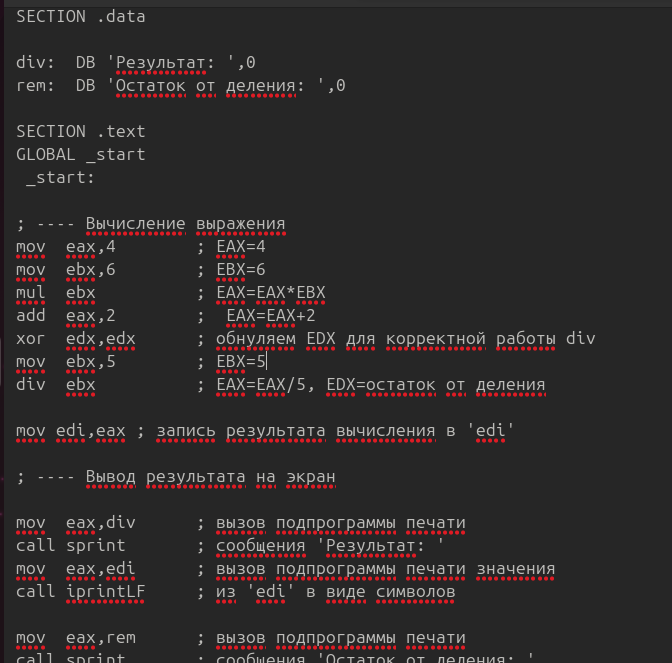 SECTION .data
div: DB 'Результат: ',0
rem: DB 'Остаток от деления: ',0
SECTION .text
GLOBAL _start
_start:
; ---- Вычисление выражения
mov eax,4 ; EAX=4
mov ebx,6 ; EBX=6
mul ebx ; EAX=EAX*EBX
add eax,2 ; EAX=EAX+2
xor edx,edx ; обнуляем EDX для корректной работы div
mov ebx,5 ; EBX=5
div ebx ; EAX=EAX/5, EDX=остаток от деления
mov edi,eax ; запись результата вычисления в 'edi'
; ---- Вывод результата на экран
mov eax,div ; вызов подпрограммы печати
call sprint ; сообщения 'Результат: '
mov eax,edi ; вызов подпрограммы печати значения
call iprintLF ; из 'edi' в виде символов
mov eax,rem ; вызов подпрограммы печати
call sprint ; сообщения 'Остаток от деления: '